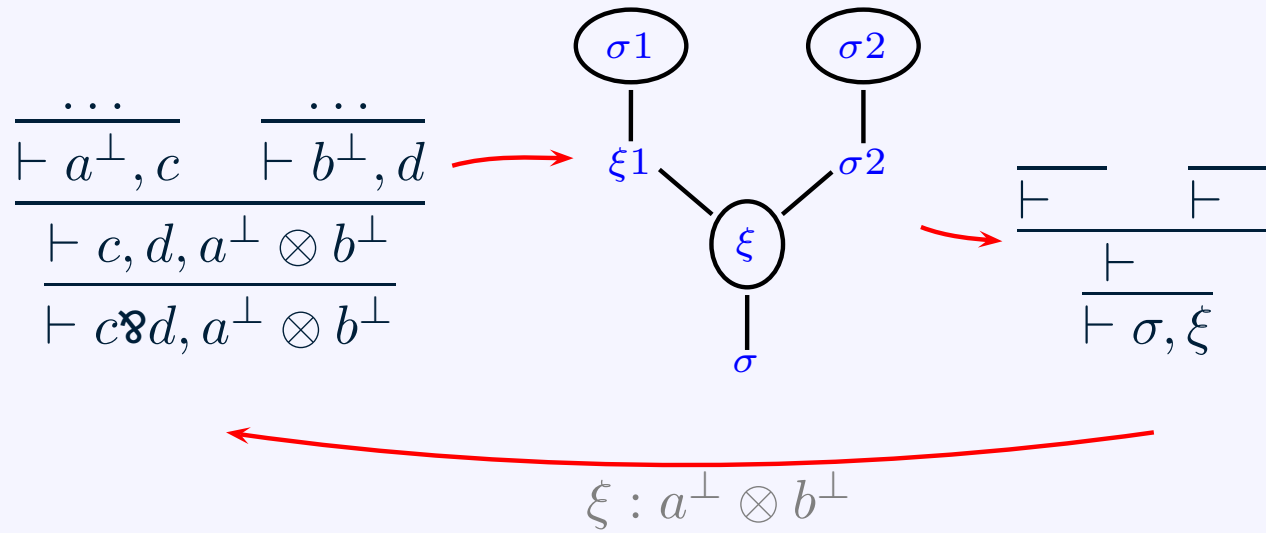 σ1 σ2
… …
⊢ a⊥, c ⊢ b⊥, d
ξ1 σ2
⊢ ⊢
⊢ c, d, a⊥ ⊗ b⊥
ξ
⊢
⊢ c⅋d, a⊥ ⊗ b⊥
⊢ σ, ξ
σ
ξ : a⊥ ⊗ b⊥